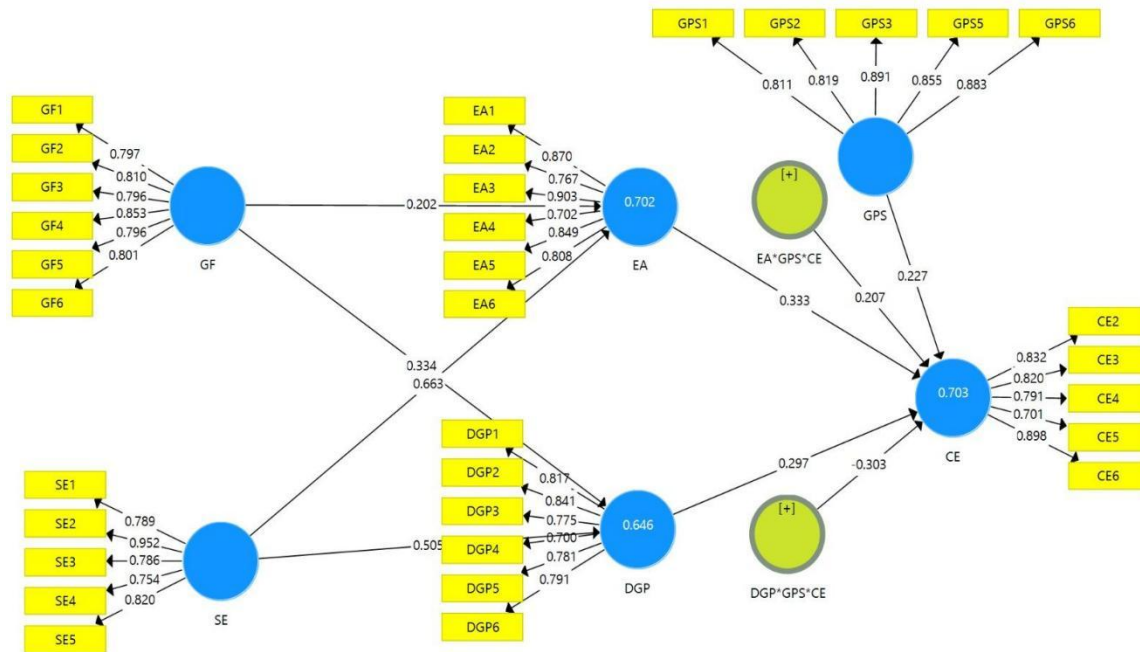 GPS1
GPS2
GPS3
GPS5
GPS6
0.811
0.819
0.891
0.855
0.883
GPS
GF1
GF2
GF3
GF4
GF5
GF6
0.797
0.810
0.796
0.853
0.796
0.801
GF
EA1
EA2
EA3
EA4
EA5
EA6
0.870
0.767
0.903
0.702
0.849
0.808
0.702
EA
[+]
EA*GPS*CE
0.202
0.333
0.207
0.227
0.334
0.663
CE2
CE3
CE4
CE5
CE6
0.832
0.820
0.791
0.701
0.898
0.703
CE
SE1
SE2
SE3
SE4
SE5
0.789
0.952
0.786
0.754
0.820
SE
DGP1
DGP2
DGP3
DGP4
DGP5
DGP6
0.817
0.841
0.775
0.700
0.781
0.791
0.646
DGP
0.505
0.297
-0.303
[+]
DGP*GPS*CE